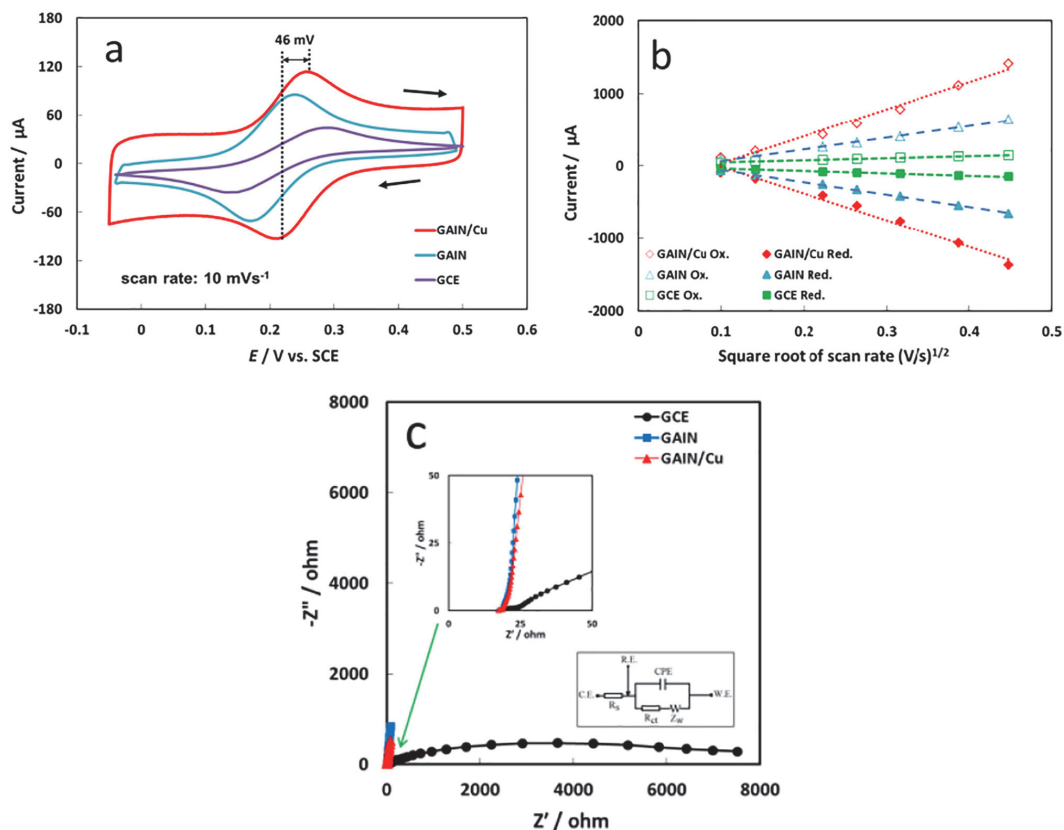 a
46 mV
180
120
60
0
-60
-120
-180
Current / µA
GAIN/Cu
GAIN
GCE
scan rate: 10 mVs⁻¹
-0.1
0
0.1
0.2
0.3
0.4
0.5
0.6
E / V vs. SCE
b
2000
1000
0
-1000
-2000
Current / µA
GAIN/Cu Ox.
GAIN/Cu Red.
GAIN Ox.
GAIN Red.
GCE Ox.
GCE Red.
0
0.1
0.2
0.3
0.4
0.5
Square root of scan rate (V/s)¹/²
c
8000
6000
4000
2000
0
-Z'' / ohm
GCE
GAIN
GAIN/Cu
50
25
0
-Z'' / ohm
0
25
50
Z' / ohm
R.E.
CPE
C.E.
W.E.
Rs
Rct
Zw
0
2000
4000
6000
8000
Z' / ohm